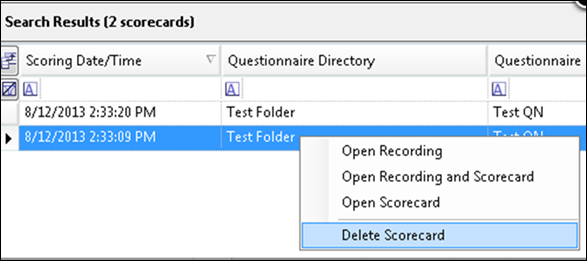 Search Results (2 scorecards)
Scoring Date/Time Questionnaire Directory Questionnaire
A A A
8/12/2013 2:33:20 PM Test Folder Test QN
8/12/2013 2:33:09 PM Test Folder Test QN
Open Recording
Open Recording and Scorecard
Open Scorecard
Delete Scorecard